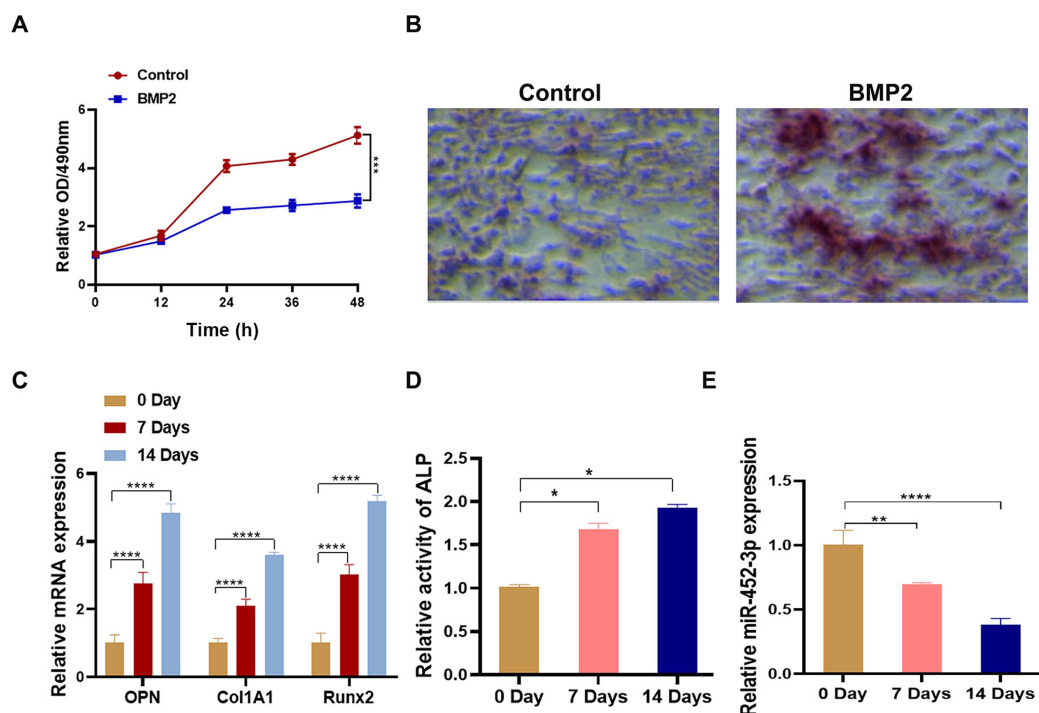 A
Control
BMP2
Relative OD/490nm
6
4
2
0
***
0 12 24 36 48
Time (h)
B
Control BMP2
C
0 Day
7 Days
14 Days
Relative mRNA expression
6
4
2
0
**** **** ****
**** **** ****
OPN Col1A1 Runx2
D
Relative activity of ALP
2.5
2.0
1.5
1.0
0.5
0.0
*
*
0 Day 7 Days 14 Days
E
Relative miR-452-3p expression
1.0
0.5
0.0
****
**
0 Day 7 Days 14 Days